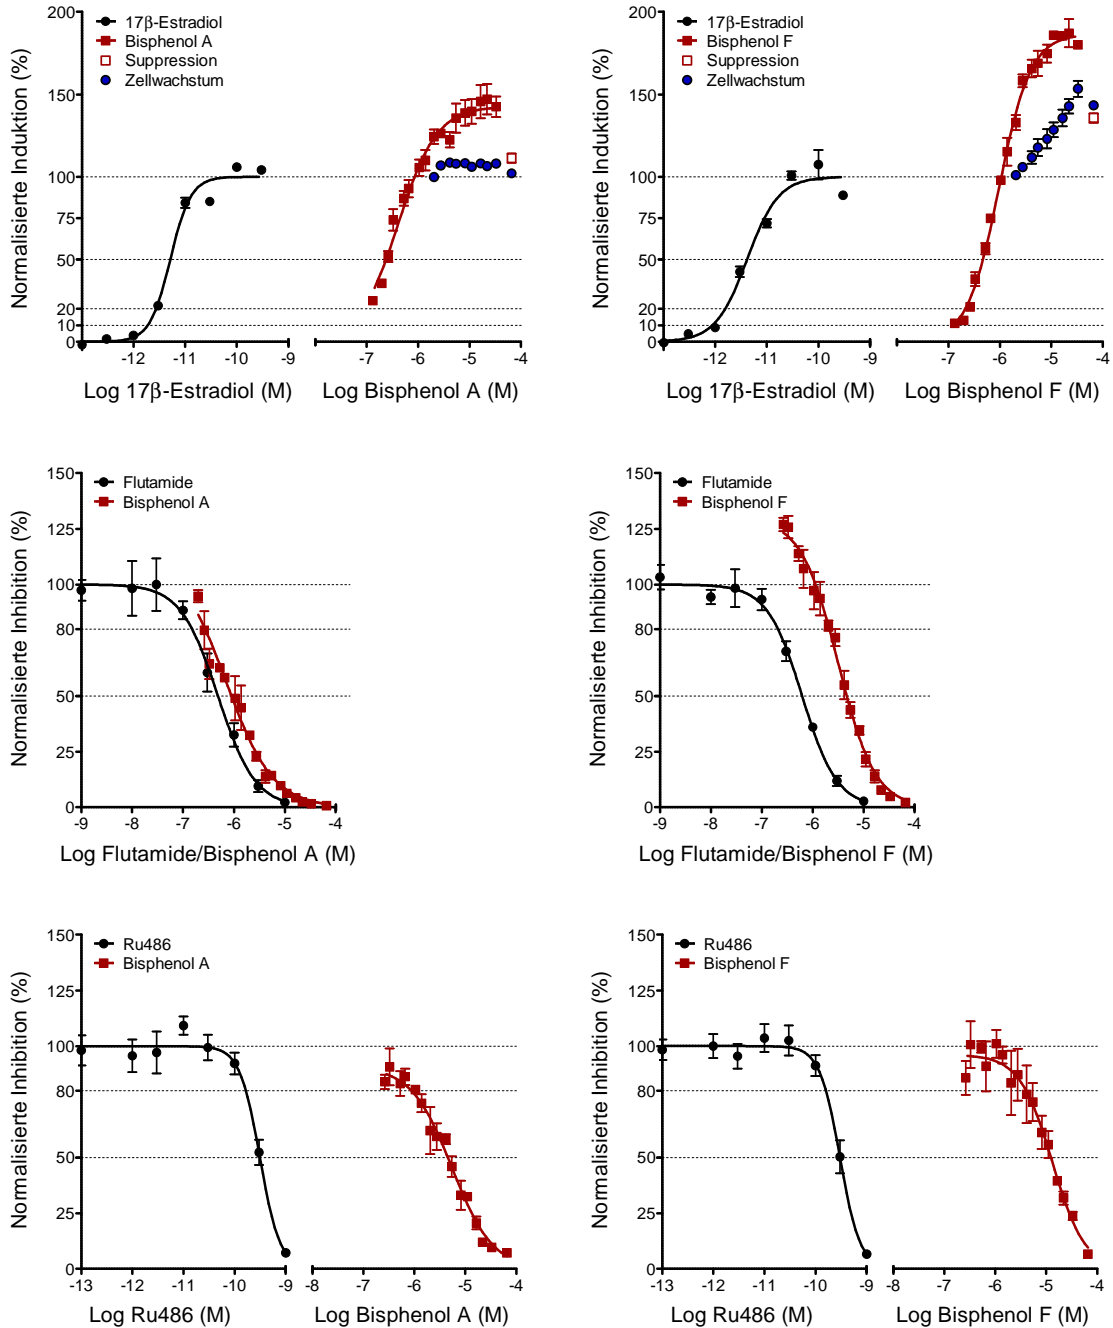 17β-Estradiol
Bisphenol A
Suppression
Zellwachstum
Normalisierte Induktion (%)
200
150
100
75
50
20
10
0
-12 -11 -10 -9
-7 -6 -5 -4
Log 17β-Estradiol (M)
Log Bisphenol A (M)
17β-Estradiol
Bisphenol F
Suppression
Zellwachstum
Normalisierte Induktion (%)
200
150
100
75
50
20
10
0
-12 -11 -10 -9
-7 -6 -5 -4
Log 17β-Estradiol (M)
Log Bisphenol F (M)
Flutamide
Bisphenol A
Normalisierte Inhibition (%)
150
125
100
80
50
25
0
-9 -8 -7 -6 -5 -4
Log Flutamide/Bisphenol A (M)
Flutamide
Bisphenol F
Normalisierte Inhibition (%)
150
125
100
80
50
25
0
-9 -8 -7 -6 -5 -4
Log Flutamide/Bisphenol F (M)
Ru486
Bisphenol A
Normalisierte Inhibition (%)
150
125
100
80
50
25
0
-13 -12 -11 -10 -9
-8 -7 -6 -5 -4
Log Ru486 (M)
Log Bisphenol A (M)
Ru486
Bisphenol F
Normalisierte Inhibition (%)
150
125
100
80
50
25
0
-13 -12 -11 -10 -9
-8 -7 -6 -5 -4
Log Ru486 (M)
Log Bisphenol F (M)